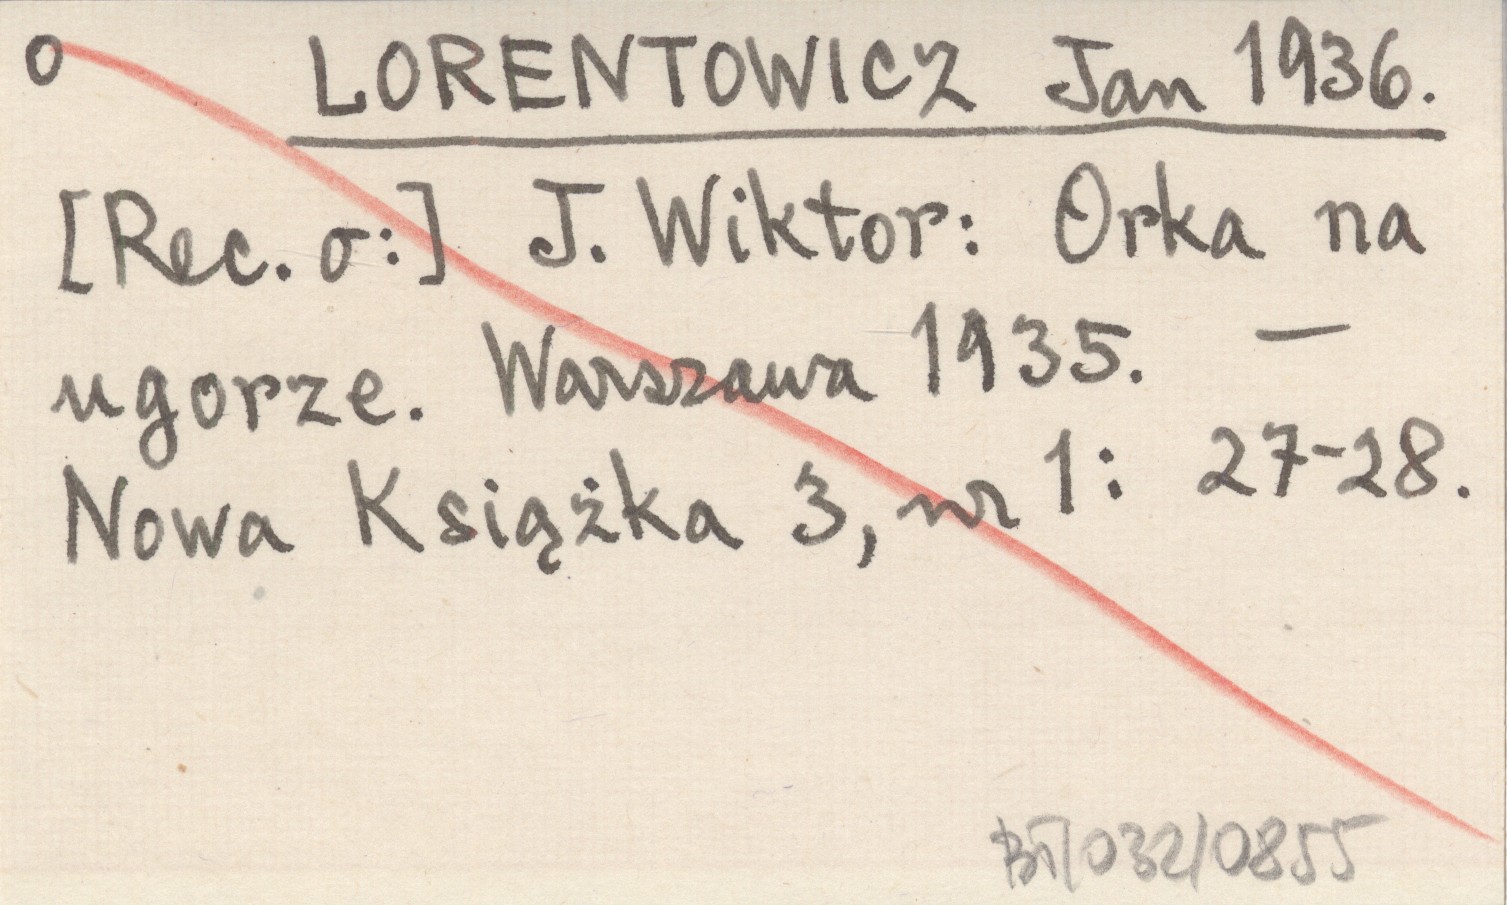 o LORENTOWICZ Jan 1936.
[Rec. o:] J. Wiktor: Orka na
ugorze. Warszawa 1935. —
Nowa Książka 3, nr 1: 27-28.
BT/032/0855